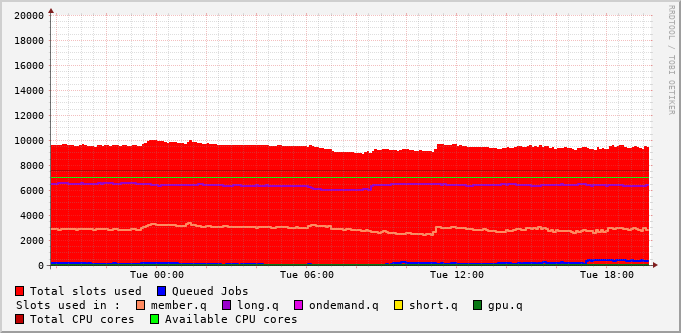 RRDTOOL / TOBI OETIKER
20000
18000
16000
14000
12000
10000
8000
6000
4000
2000
0
Tue 00:00 Tue 06:00 Tue 12:00 Tue 18:00
Total slots used Queued Jobs
Slots used in : member.q long.q ondemand.q short.q gpu.q
Total CPU cores Available CPU cores